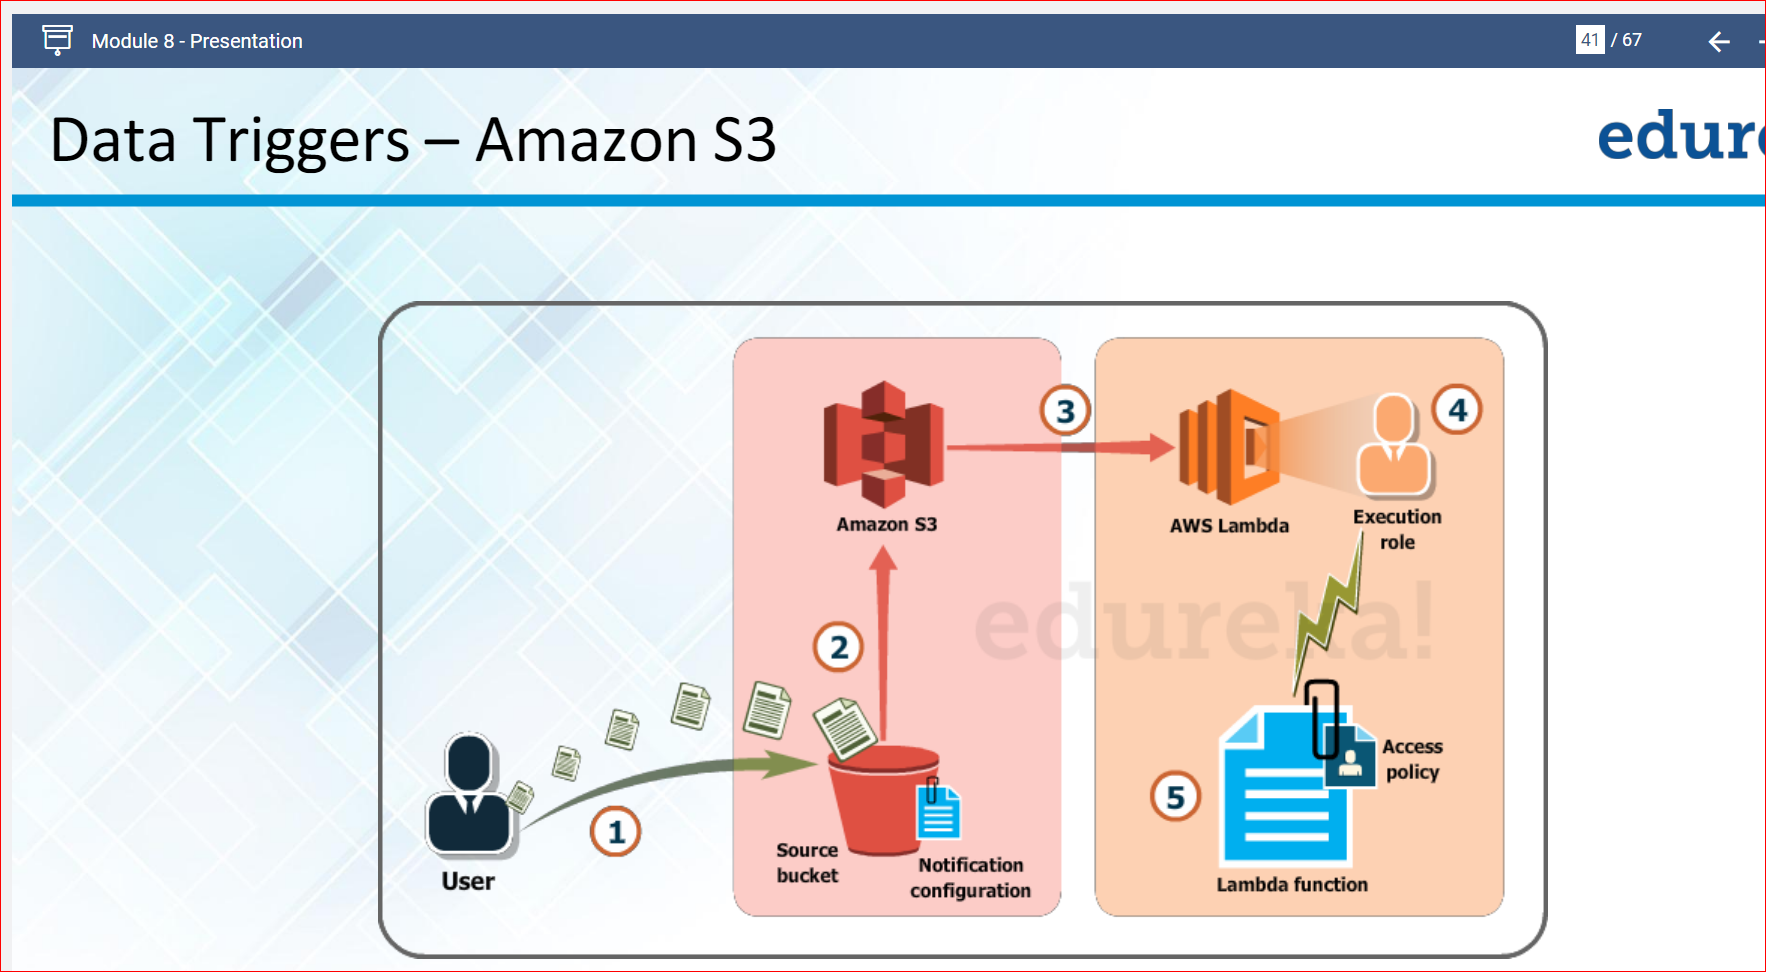 Module 8 - Presentation
41 / 67
Data Triggers – Amazon S3
edure
3
4
Amazon S3
AWS Lambda
Execution
role
edureka!
2
Access
policy
5
1
Source
bucket
Notification
configuration
User
Lambda function